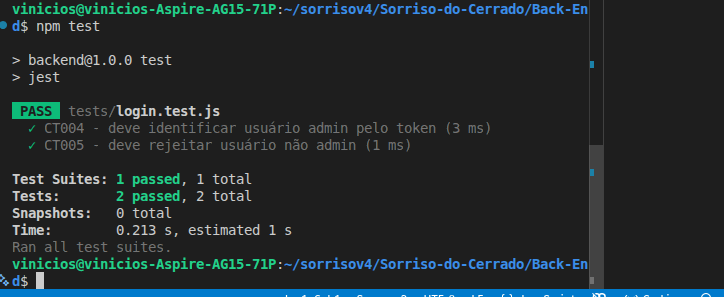 vinicios@vinicios-Aspire-AG15-71P:~/sorrisov4/Sorriso-do-Cerrado/Back-En
d$ npm test
> backend@1.0.0 test
> jest
PASS tests/login.test.js
✓ CT004 - deve identificar usuário admin pelo token (3 ms)
✓ CT005 - deve rejeitar usuário não admin (1 ms)
Test Suites: 1 passed, 1 total
Tests: 2 passed, 2 total
Snapshots: 0 total
Time: 0.213 s, estimated 1 s
Ran all test suites.
vinicios@vinicios-Aspire-AG15-71P:~/sorrisov4/Sorriso-do-Cerrado/Back-En
d$